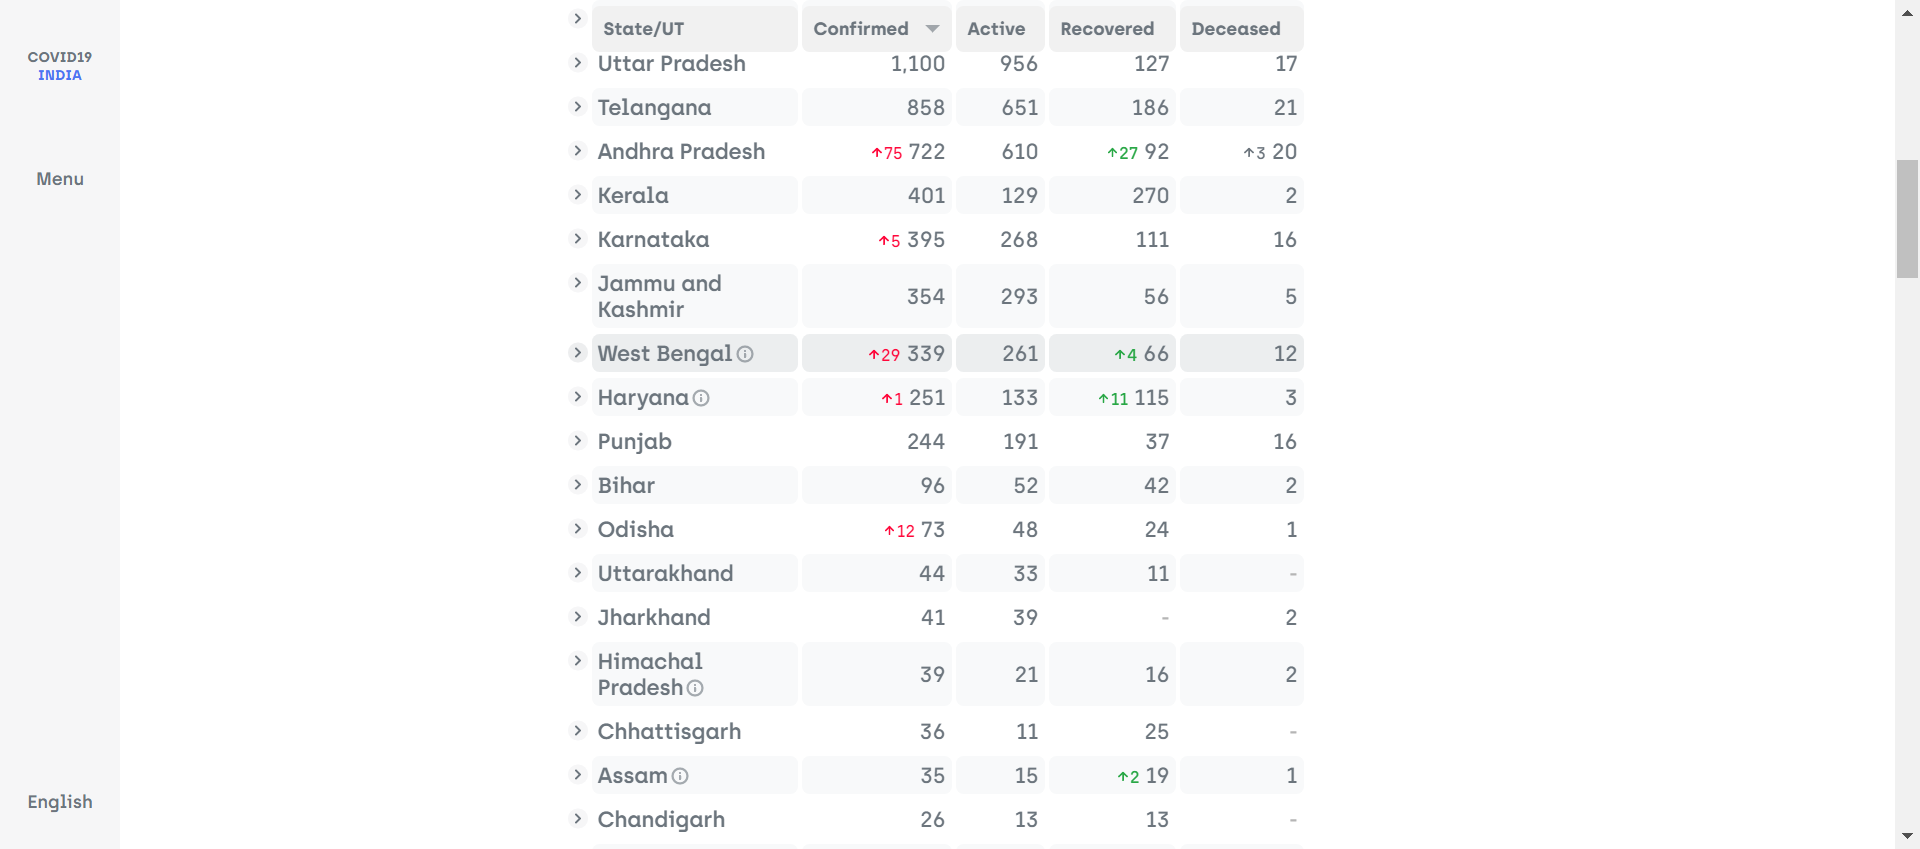 COVID19
INDIA
Menu
English
State/UT Confirmed Active Recovered Deceased
Uttar Pradesh 1,100 956 127 17
Telangana 858 651 186 21
Andhra Pradesh ↑75 722 610 ↑27 92 ↑3 20
Kerala 401 129 270 2
Karnataka ↑5 395 268 111 16
Jammu and
Kashmir 354 293 56 5
West Bengal ↑29 339 261 ↑4 66 12
Haryana ↑1 251 133 ↑11 115 3
Punjab 244 191 37 16
Bihar 96 52 42 2
Odisha ↑12 73 48 24 1
Uttarakhand 44 33 11 -
Jharkhand 41 39 - 2
Himachal
Pradesh 39 21 16 2
Chhattisgarh 36 11 25 -
Assam 35 15 ↑2 19 1
Chandigarh 26 13 13 -